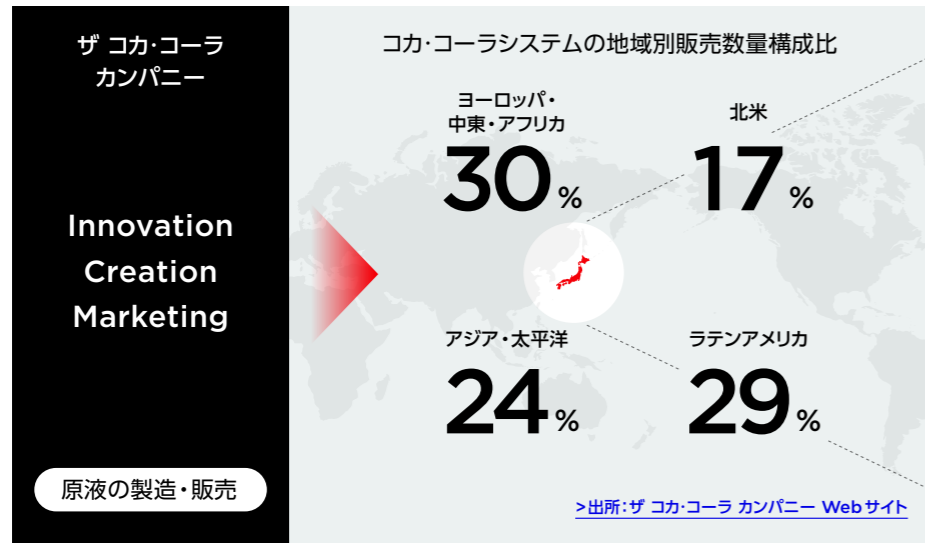 ザ コカ・コーラ
カンパニー
Innovation
Creation
Marketing
原液の製造・販売
コカ・コーラシステムの地域別販売数量構成比
ヨーロッパ・
中東・アフリカ
30%
北米
17%
アジア・太平洋
24%
ラテンアメリカ
29%
>出所：ザ コカ・コーラ カンパニー Webサイト